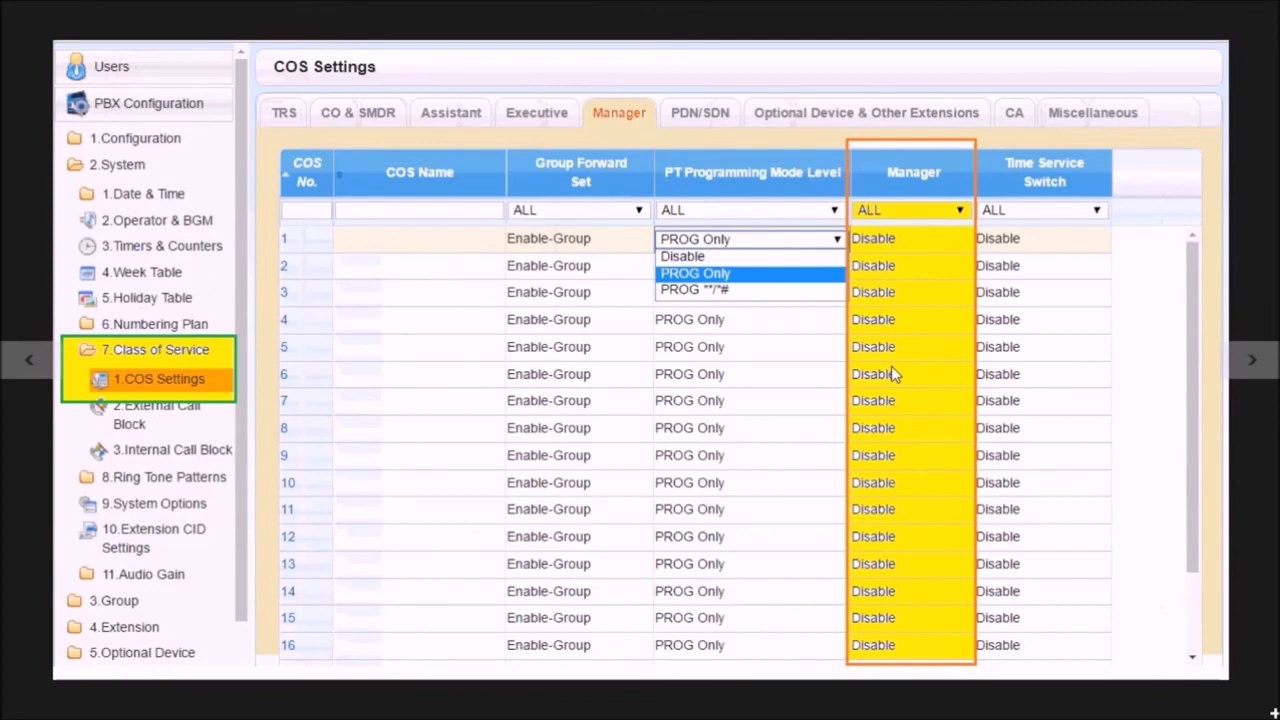 Users
PBX Configuration
1.Configuration
2.System
1.Date & Time
2.Operator & BGM
3.Timers & Counters
4.Week Table
5.Holiday Table
6.Numbering Plan
7.Class of Service
1.COS Settings
2.External Call
Block
3.Internal Call Block
8.Ring Tone Patterns
9.System Options
10.Extension CID
Settings
11.Audio Gain
3.Group
4.Extension
5.Optional Device
COS Settings
TRS CO & SMDR Assistant Executive Manager PDN/SDN Optional Device & Other Extensions CA Miscellaneous
COS No. COS Name Group Forward Set PT Programming Mode Level Manager Time Service Switch
ALL ALL ALL ALL
1 Enable-Group PROG Only Disable Disable
Disable
PROG Only
PROG **/*#
2 Enable-Group Disable Disable
3 Enable-Group Disable Disable
4 Enable-Group PROG Only Disable Disable
5 Enable-Group PROG Only Disable Disable
6 Enable-Group PROG Only Disable Disable
7 Enable-Group PROG Only Disable Disable
8 Enable-Group PROG Only Disable Disable
9 Enable-Group PROG Only Disable Disable
10 Enable-Group PROG Only Disable Disable
11 Enable-Group PROG Only Disable Disable
12 Enable-Group PROG Only Disable Disable
13 Enable-Group PROG Only Disable Disable
14 Enable-Group PROG Only Disable Disable
15 Enable-Group PROG Only Disable Disable
16 Enable-Group PROG Only Disable Disable